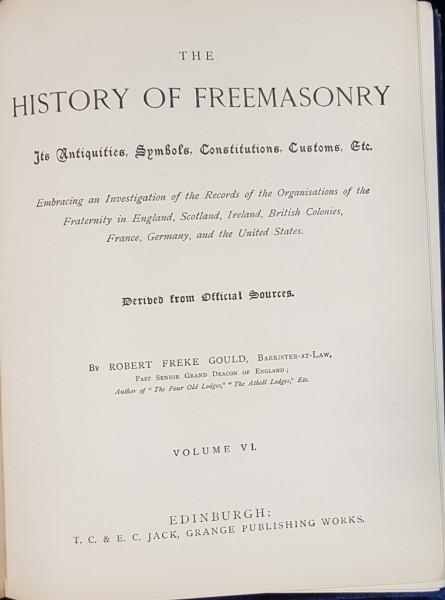 THE
HISTORY OF FREEMASONRY
Its Antiquities, Symbols, Constitutions, Customs, Etc.
Embracing an Investigation of the Records of the Organisations of the
Fraternity in England, Scotland, Ireland, British Colonies,
France, Germany, and the United States.
Derived from Official Sources.
BY ROBERT FREKE GOULD, BARRISTER-AT-LAW,
PAST SENIOR GRAND DEACON OF ENGLAND;
Author of "The Four Old Lodges," "The Atholl Lodges," Etc.
VOLUME VI.
EDINBURGH:
T. C. & E. C. JACK, GRANGE PUBLISHING WORKS.